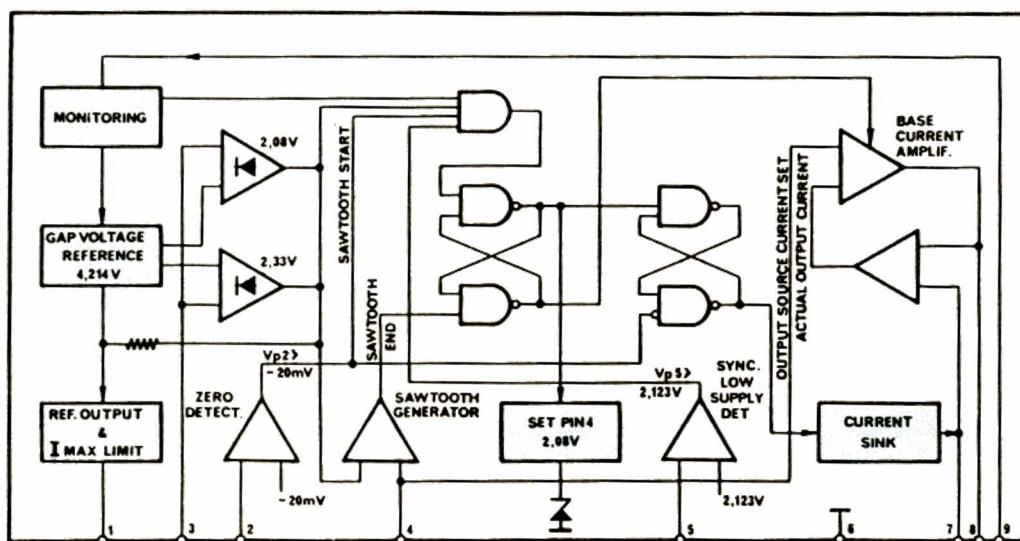 MONITORING
2,08V
GAP VOLTAGE
REFERENCE
4,214V
2,33V
REF. OUTPUT
&
I MAX LIMIT
SAWTOOTH START
SAWTOOTH
END
Vp2>
-20mV
ZERO
DETECT.
-20mV
SAWTOOTH
GENERATOR
SET PIN4
2,08V
Vp5>
2,123V
SYNC.
LOW
SUPPLY
DET
2,123V
OUTPUT SOURCE CURRENT SET
ACTUAL OUTPUT CURRENT
BASE
CURRENT
AMPLIF.
CURRENT
SINK
1
3
2
4
5
6
7
8
9